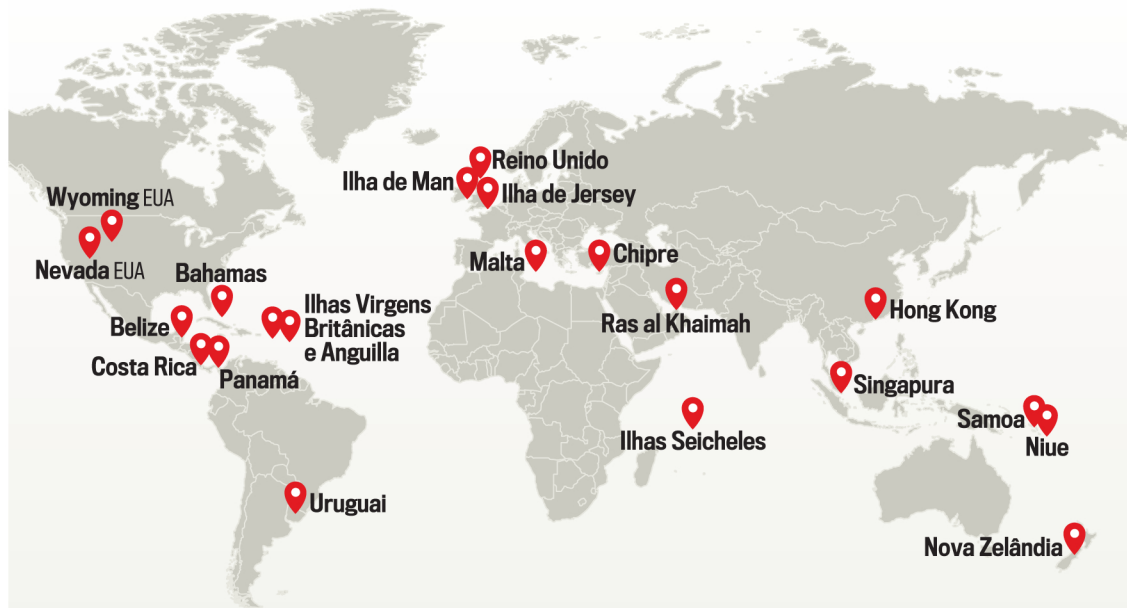 Reino Unido
Ilha de Man
Ilha de Jersey
Wyoming EUA
Nevada EUA
Bahamas
Malta
Chipre
Ilhas Virgens
Britânicas
e Anguilla
Belize
Ras al Khaimah
Hong Kong
Costa Rica
Panamá
Singapura
Samoa
Niue
Ilhas Seicheles
Uruguai
Nova Zelândia